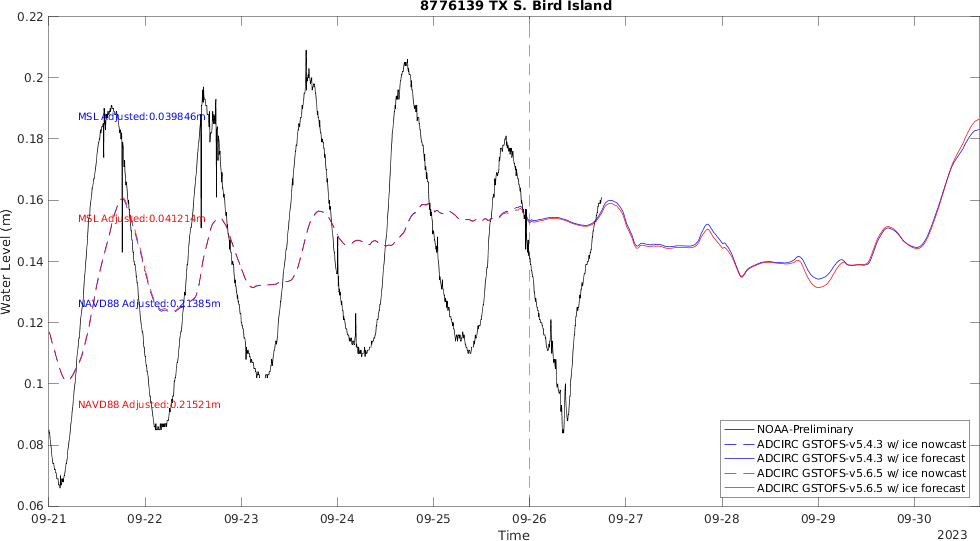 8776139 TX S. Bird Island
0.22
0.2
0.18
0.16
0.14
0.12
0.1
0.08
0.06
Water Level (m)
MSL Adjusted:0.039846m
MSL Adjusted:0.041214m
NAVD88 Adjusted:0.21385m
NAVD88 Adjusted:0.21521m
NOAA-Preliminary
ADCIRC GSTOFS-v5.4.3 w/ ice nowcast
ADCIRC GSTOFS-v5.4.3 w/ ice forecast
ADCIRC GSTOFS-v5.6.5 w/ ice nowcast
ADCIRC GSTOFS-v5.6.5 w/ ice forecast
09-21 09-22 09-23 09-24 09-25 09-26 09-27 09-28 09-29 09-30
Time
2023